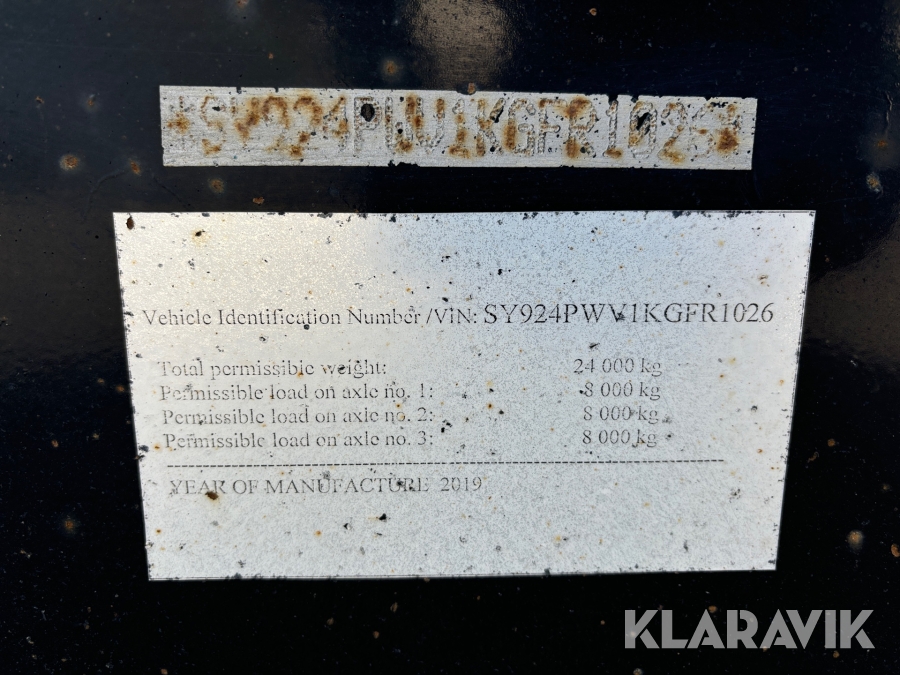 *SY924PWV1KGFR1026*
Vehicle Identification Number /VIN: SY924PWV1KGFR1026
Total permissible weight: 24 000 kg
Permissible load on axle no. 1: 8 000 kg
Permissible load on axle no. 2: 8 000 kg
Permissible load on axle no. 3: 8 000 kg
YEAR OF MANUFACTURE 2019
KLARAVIK